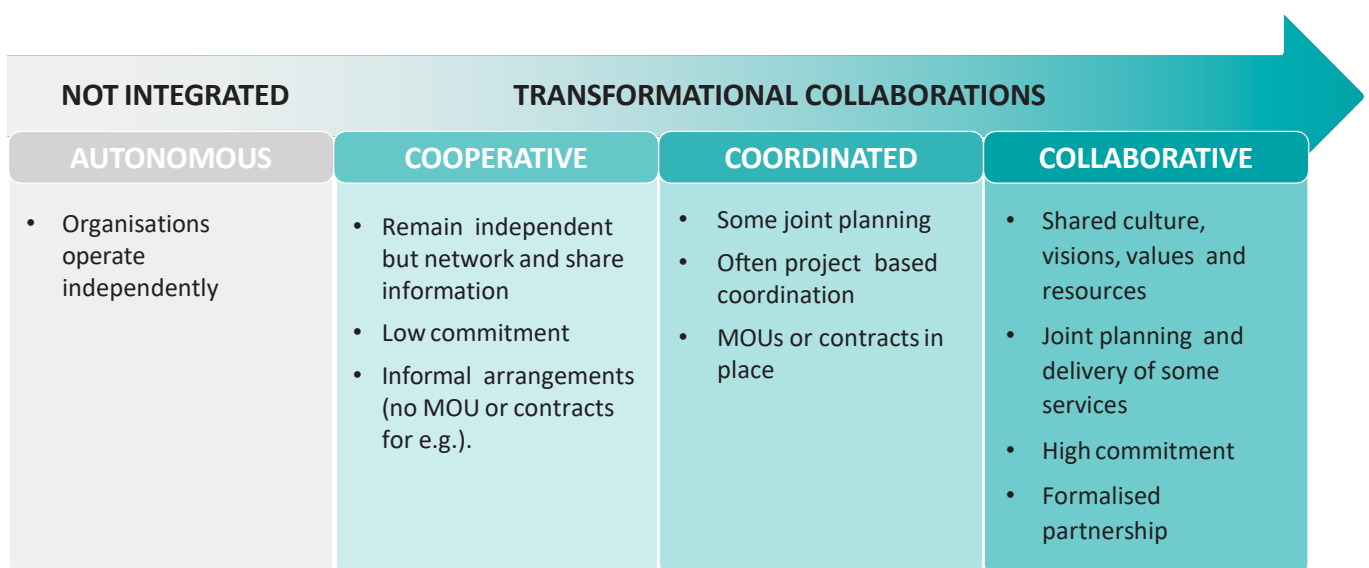 NOT INTEGRATED
TRANSFORMATIONAL COLLABORATIONS
AUTONOMOUS
• Organisations
operate
independently
COOPERATIVE
• Remain independent
but network and share
information
• Low commitment
• Informal arrangements
(no MOU or contracts
for e.g.).
COORDINATED
• Some joint planning
• Often project based
coordination
• MOUs or contracts in
place
COLLABORATIVE
• Shared culture,
visions, values and
resources
• Joint planning and
delivery of some
services
• High commitment
• Formalised
partnership